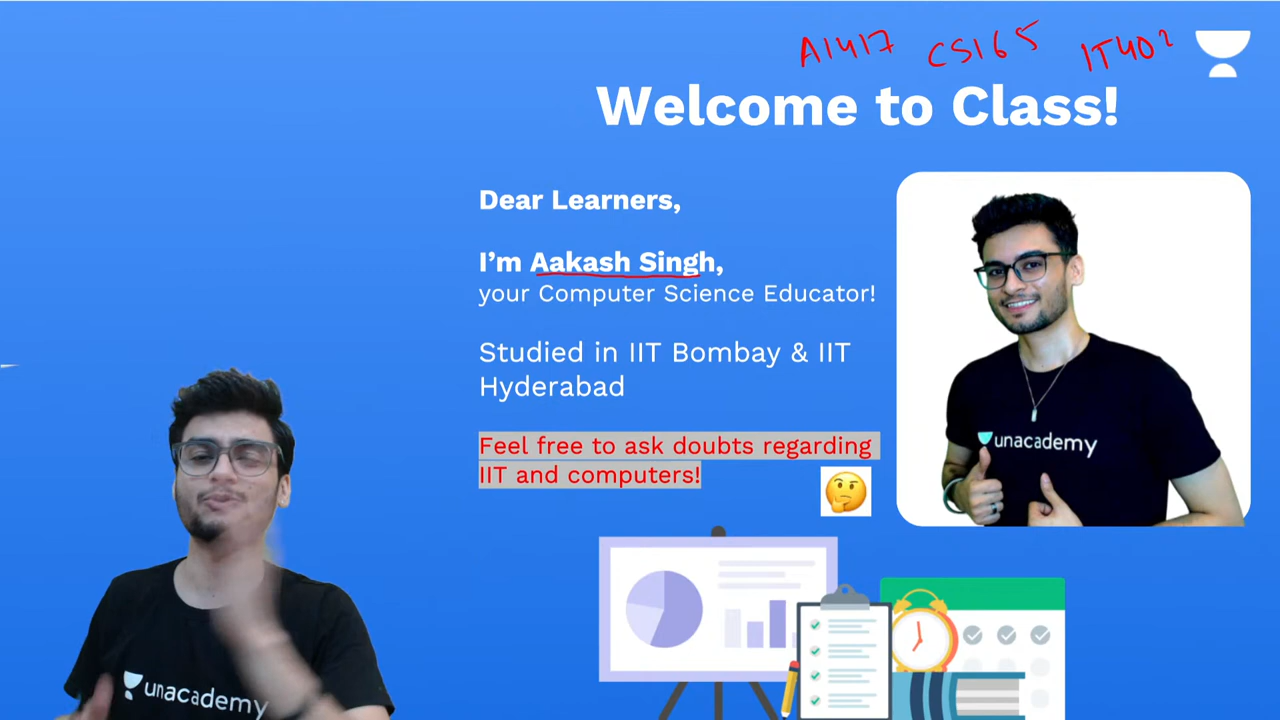 AI417 CS165 IT402
Welcome to Class!
Dear Learners,
I’m Aakash Singh,
your Computer Science Educator!
Studied in IIT Bombay & IIT
Hyderabad
Feel free to ask doubts regarding
IIT and computers!
unacademy
unacademy